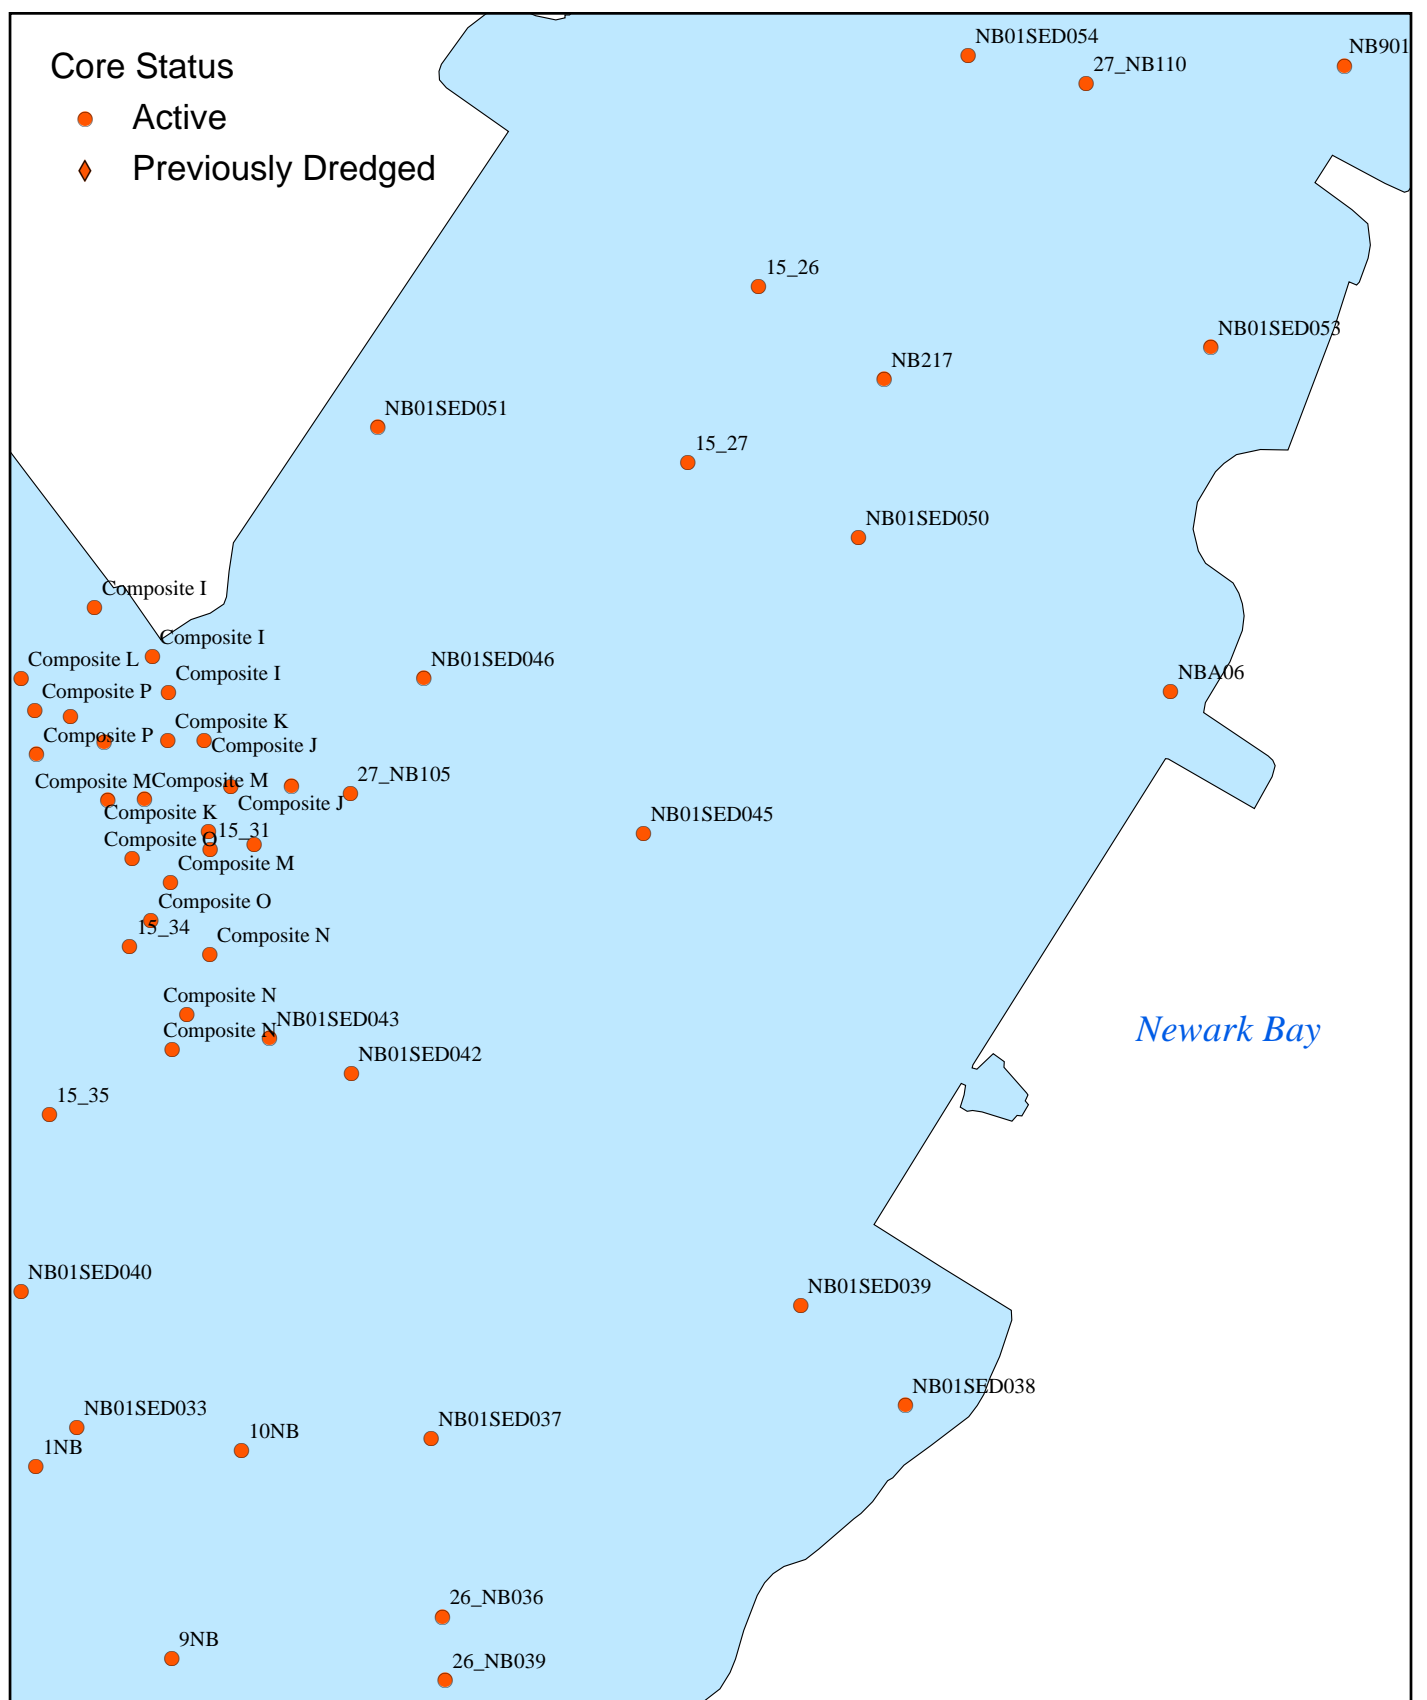 NB01SED054
NB901
Core Status
27_NB110
Active
Previously Dredged
15_26
NB01SED053
NB217
NB01SED051
15_27
NB01SED050
Composite I
Composite I
Composite L
NB01SED046
Composite I
NBA06
Composite P
Composite K
Composite J
Composite P
27_NB105
Composite M
Composite M
Composite J
Composite K
15_31
NB01SED045
Composite O
Composite M
Composite O
15_34
Composite N
Composite N
NB01SED043
Newark Bay
Composite N
NB01SED042
15_35
NB01SED040
NB01SED039
NB01SED038
NB01SED033
10NB
NB01SED037
1NB
26_NB036
9NB
26_NB039